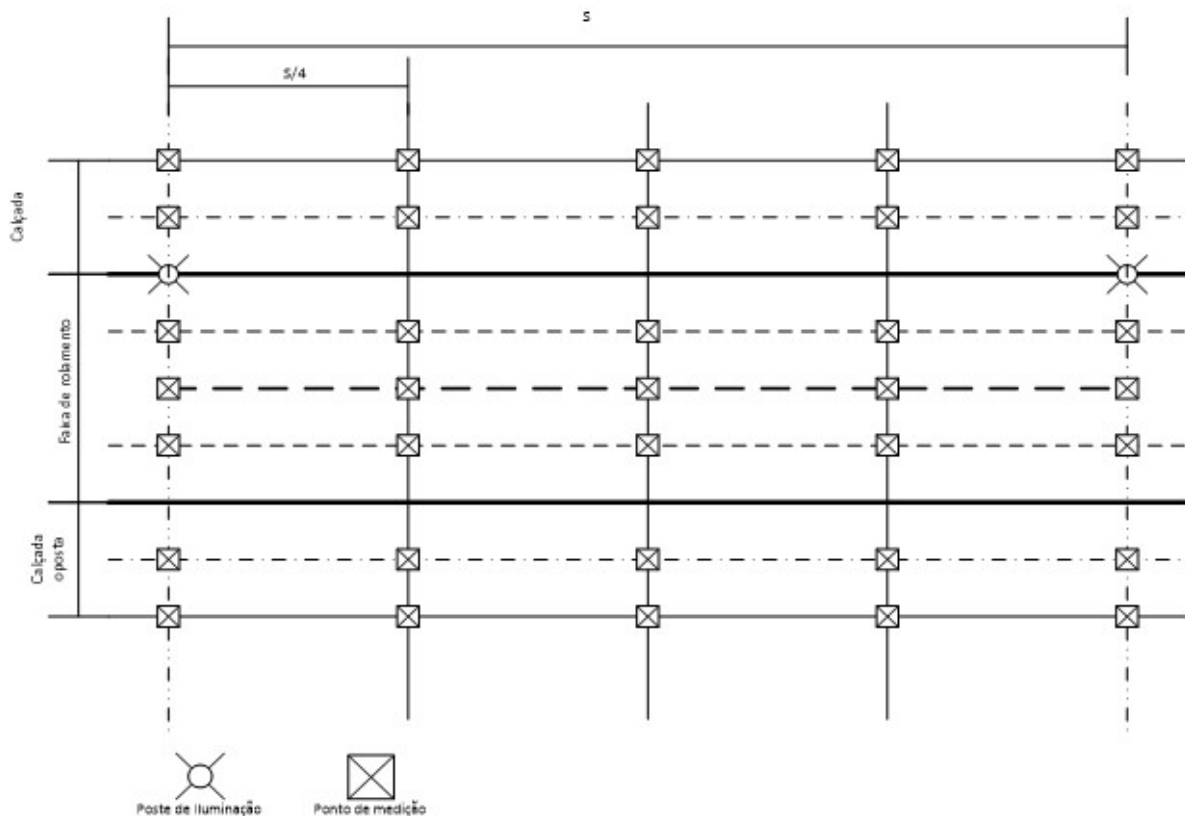 S
S/4
Calçada
Faixa de rolamento
Calçada
oposta
Poste de Iluminação
Ponto de medição